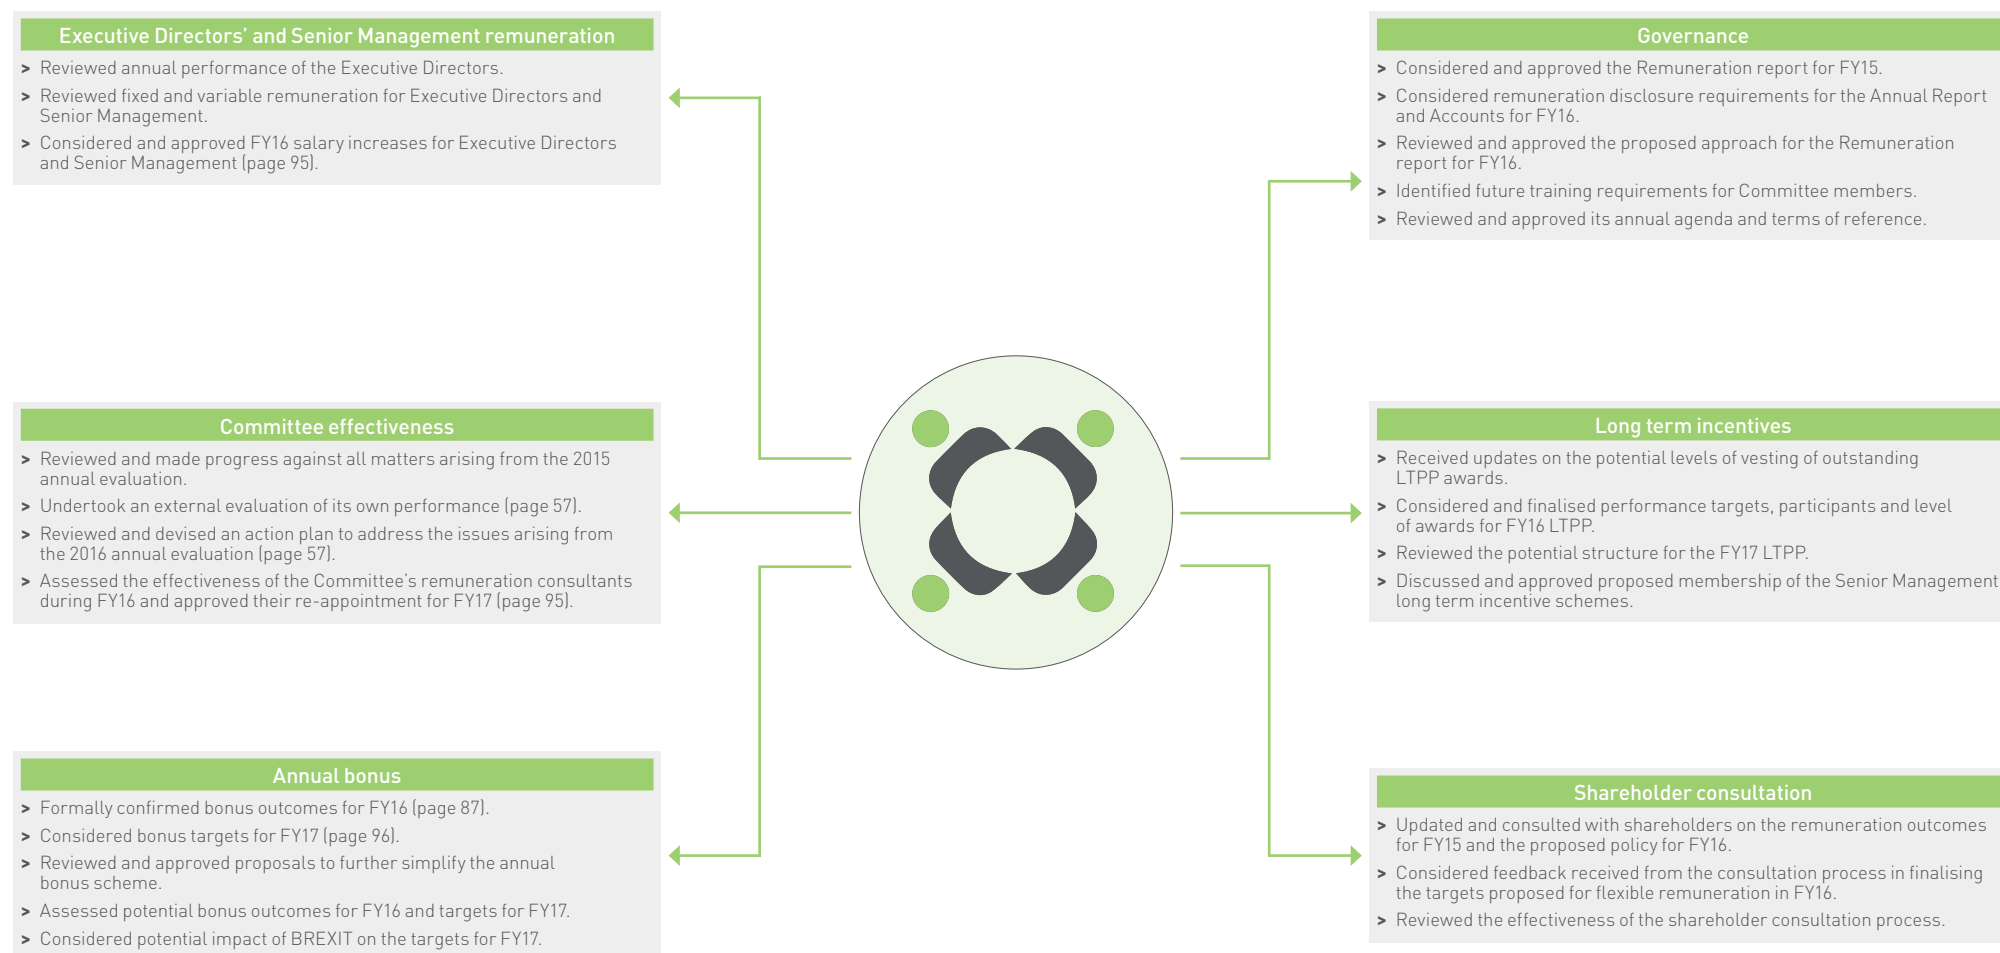 Executive Directors' and Senior Management remuneration
> Reviewed annual performance of the Executive Directors.
> Reviewed fixed and variable remuneration for Executive Directors and
Senior Management.
> Considered and approved FY16 salary increases for Executive Directors
and Senior Management (page 95).
Committee effectiveness
> Reviewed and made progress against all matters arising from the 2015
annual evaluation.
> Undertook an external evaluation of its own performance (page 57).
> Reviewed and devised an action plan to address the issues arising from
the 2016 annual evaluation (page 57).
> Assessed the effectiveness of the Committee's remuneration consultants
during FY16 and approved their re-appointment for FY17 (page 95).
Annual bonus
> Formally confirmed bonus outcomes for FY16 (page 87).
> Considered bonus targets for FY17 (page 96).
> Reviewed and approved proposals to further simplify the annual
bonus scheme.
> Assessed potential bonus outcomes for FY16 and targets for FY17.
> Considered potential impact of BREXIT on the targets for FY17.
Governance
> Considered and approved the Remuneration report for FY15.
> Considered remuneration disclosure requirements for the Annual Report
and Accounts for FY16.
> Reviewed and approved the proposed approach for the Remuneration
report for FY16.
> Identified future training requirements for Committee members.
> Reviewed and approved its annual agenda and terms of reference.
Long term incentives
> Received updates on the potential levels of vesting of outstanding
LTPP awards.
> Considered and finalised performance targets, participants and level
of awards for FY16 LTPP.
> Reviewed the potential structure for the FY17 LTPP.
> Discussed and approved proposed membership of the Senior Management
long term incentive schemes.
Shareholder consultation
> Updated and consulted with shareholders on the remuneration outcomes
for FY15 and the proposed policy for FY16.
> Considered feedback received from the consultation process in finalising
the targets proposed for flexible remuneration in FY16.
> Reviewed the effectiveness of the shareholder consultation process.